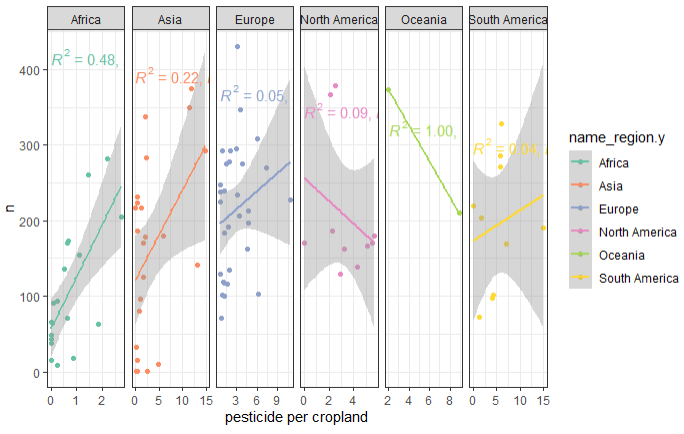 Africa
Asia
Europe
North America
Oceania
South America
400
300
200
100
0
n
R² = 0.48,
R² = 0.22,
R² = 0.05,
R² = 0.09,
R² = 1.00,
R² = 0.04,
0 1 2
0 5 10 15
3 6 9
0 2 4 6
2 4 6 8
0 5 10 15
pesticide per cropland
name_region.y
Africa
Asia
Europe
North America
Oceania
South America